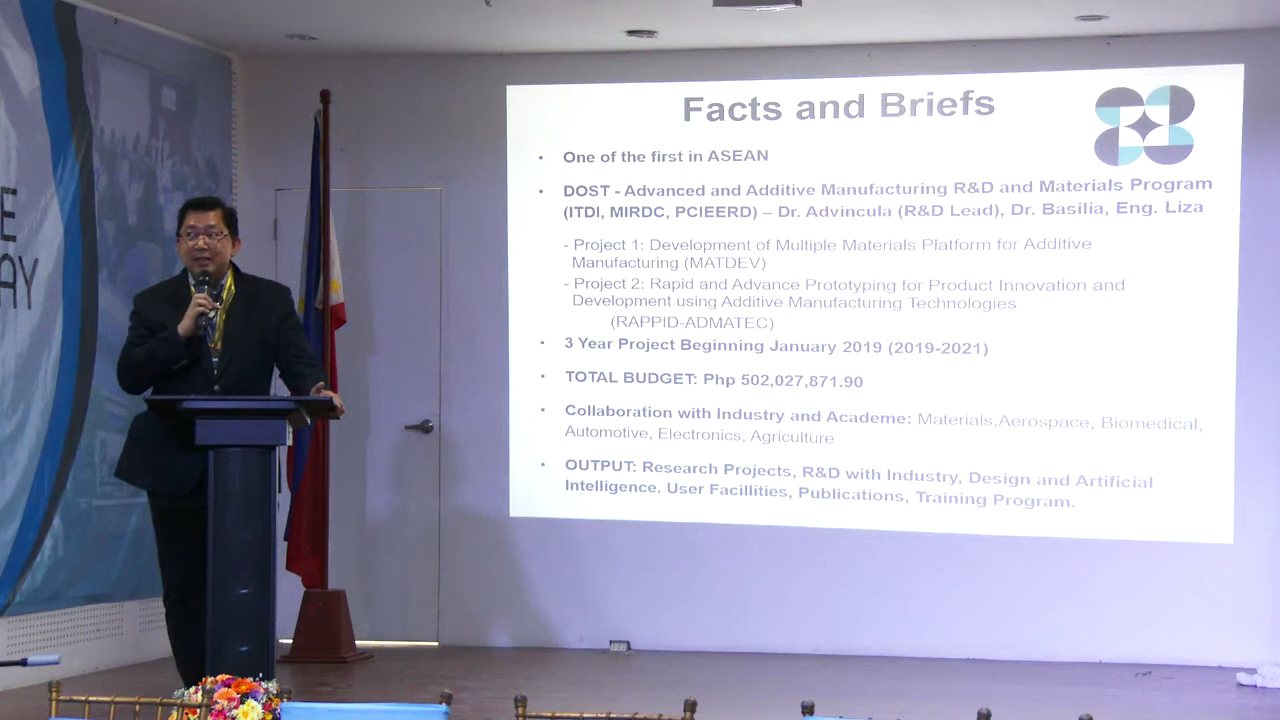 E
AY
Facts and Briefs
• One of the first in ASEAN
• DOST - Advanced and Additive Manufacturing R&D and Materials Program
(ITDI, MIRDC, PCIEERD) – Dr. Advincula (R&D Lead), Dr. Basilia, Eng. Liza
- Project 1: Development of Multiple Materials Platform for Additive
Manufacturing (MATDEV)
- Project 2: Rapid and Advance Prototyping for Product Innovation and
Development using Additive Manufacturing Technologies
(RAPPID-ADMATEC)
• 3 Year Project Beginning January 2019 (2019-2021)
• TOTAL BUDGET: Php 502,027,871.90
• Collaboration with Industry and Academe: Materials,Aerospace, Biomedical,
Automotive, Electronics, Agriculture
• OUTPUT: Research Projects, R&D with Industry, Design and Artificial
Intelligence. User Facillities, Publications, Training Program.